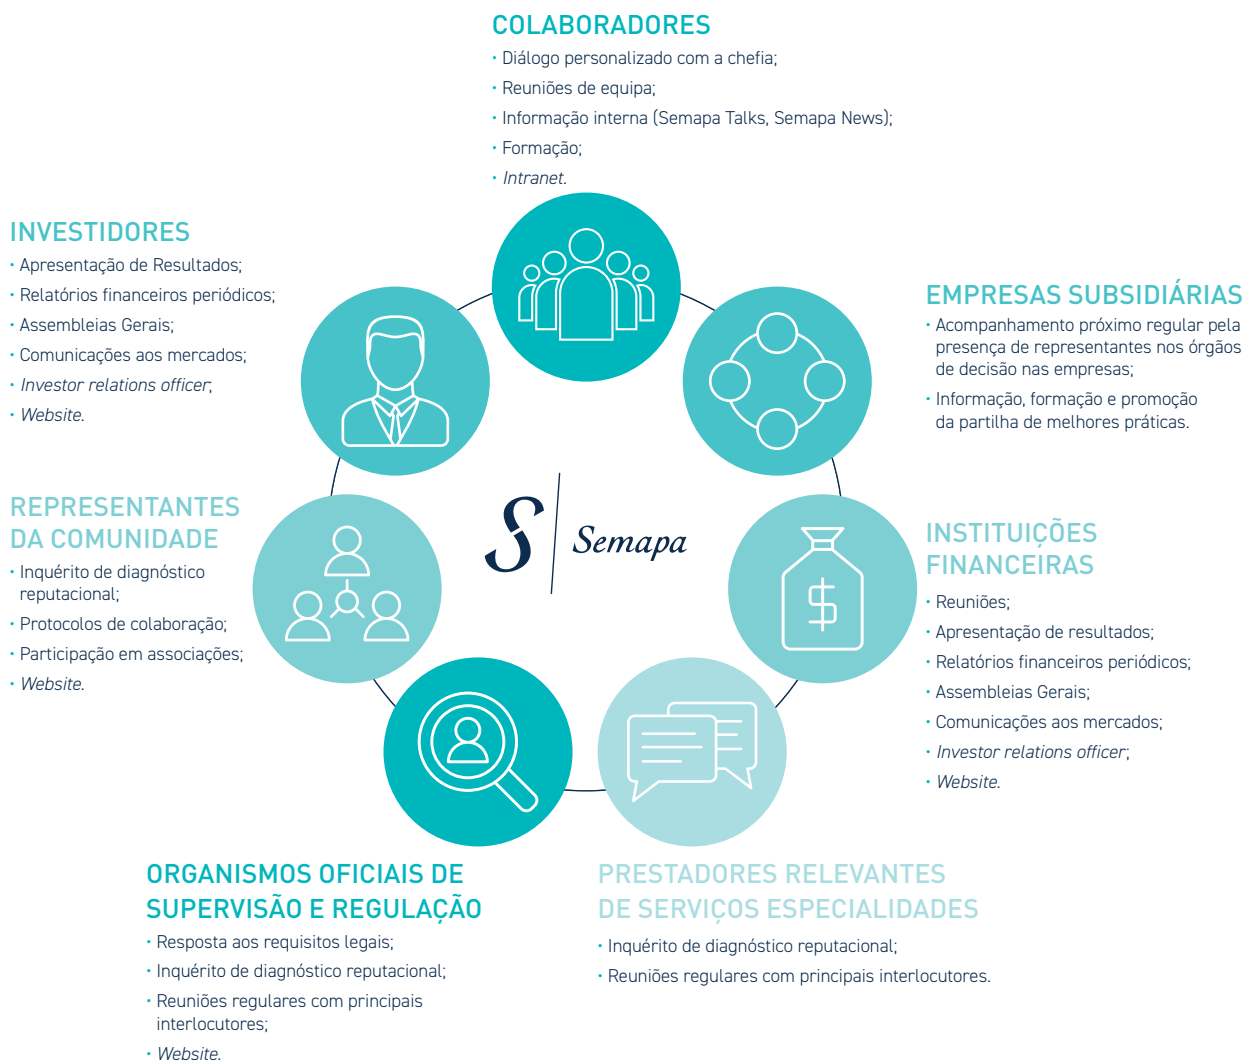 COLABORADORES
• Diálogo personalizado com a chefia;
• Reuniões de equipa;
• Informação interna (Semapa Talks, Semapa News);
• Formação;
• Intranet.
INVESTIDORES
• Apresentação de Resultados;
• Relatórios financeiros periódicos;
• Assembleias Gerais;
• Comunicações aos mercados;
• Investor relations officer;
• Website.
EMPRESAS SUBSIDIÁRIAS
• Acompanhamento próximo regular pela
presença de representantes nos órgãos
de decisão nas empresas;
• Informação, formação e promoção
da partilha de melhores práticas.
REPRESENTANTES
DA COMUNIDADE
• Inquérito de diagnóstico
reputacional;
• Protocolos de colaboração;
• Participação em associações;
• Website.
S Semapa
$
INSTITUIÇÕES
FINANCEIRAS
• Reuniões;
• Apresentação de resultados;
• Relatórios financeiros periódicos;
• Assembleias Gerais;
• Comunicações aos mercados;
• Investor relations officer;
• Website.
ORGANISMOS OFICIAIS DE
SUPERVISÃO E REGULAÇÃO
• Resposta aos requisitos legais;
• Inquérito de diagnóstico reputacional;
• Reuniões regulares com principais
interlocutores;
• Website.
PRESTADORES RELEVANTES
DE SERVIÇOS ESPECIALIDADES
• Inquérito de diagnóstico reputacional;
• Reuniões regulares com principais interlocutores.